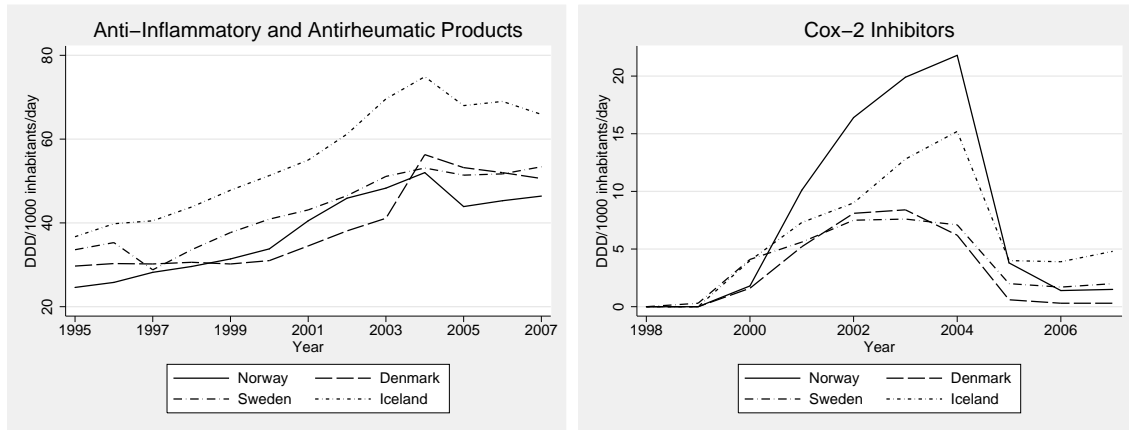 Anti−Inflammatory and Antirheumatic Products
DDD/1000 inhabitants/day
80
60
40
20
1995
1997
1999
2001
2003
2005
2007
Year
Norway
Denmark
Sweden
Iceland
Cox−2 Inhibitors
DDD/1000 inhabitants/day
20
15
10
5
0
1998
2000
2002
2004
2006
Year
Norway
Denmark
Sweden
Iceland